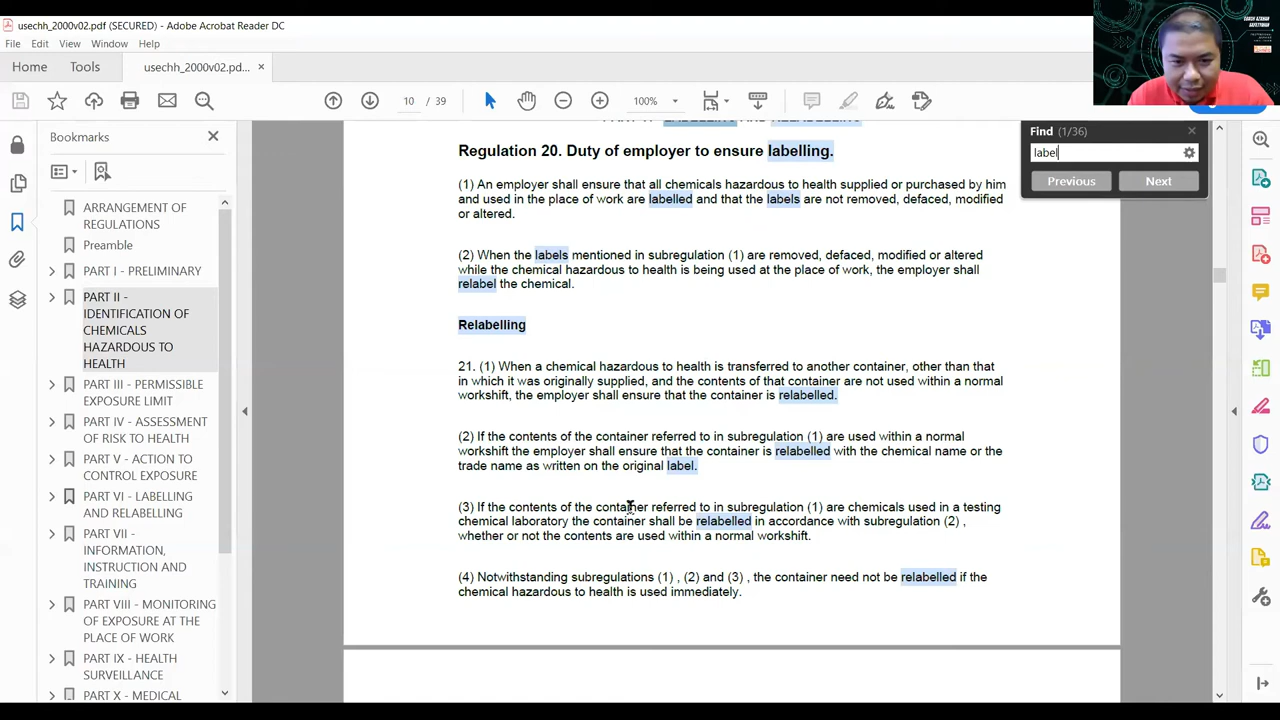 usechh_2000v02.pdf (SECURED) - Adobe Acrobat Reader DC
File Edit View Window Help
Home Tools usechh_2000v02.pdf... ×
10 / 39 100%
COACH AZANAN
SAFETYMAN
Find (1/36)
label
Previous Next
Bookmarks
ARRANGEMENT OF
REGULATIONS
Preamble
PART I - PRELIMINARY
PART II -
IDENTIFICATION OF
CHEMICALS
HAZARDOUS TO
HEALTH
PART III - PERMISSIBLE
EXPOSURE LIMIT
PART IV - ASSESSMENT
OF RISK TO HEALTH
PART V - ACTION TO
CONTROL EXPOSURE
PART VI - LABELLING
AND RELABELLING
PART VII -
INFORMATION,
INSTRUCTION AND
TRAINING
PART VIII - MONITORING
OF EXPOSURE AT THE
PLACE OF WORK
PART IX - HEALTH
SURVEILLANCE
PART X - MEDICAL
Regulation 20. Duty of employer to ensure labelling.
(1) An employer shall ensure that all chemicals hazardous to health supplied or purchased by him
and used in the place of work are labelled and that the labels are not removed, defaced, modified
or altered.
(2) When the labels mentioned in subregulation (1) are removed, defaced, modified or altered
while the chemical hazardous to health is being used at the place of work, the employer shall
relabel the chemical.
Relabelling
21. (1) When a chemical hazardous to health is transferred to another container, other than that
in which it was originally supplied, and the contents of that container are not used within a normal
workshift, the employer shall ensure that the container is relabelled.
(2) If the contents of the container referred to in subregulation (1) are used within a normal
workshift the employer shall ensure that the container is relabelled with the chemical name or the
trade name as written on the original label.
(3) If the contents of the container referred to in subregulation (1) are chemicals used in a testing
chemical laboratory the container shall be relabelled in accordance with subregulation (2) ,
whether or not the contents are used within a normal workshift.
(4) Notwithstanding subregulations (1) , (2) and (3) , the container need not be relabelled if the
chemical hazardous to health is used immediately.